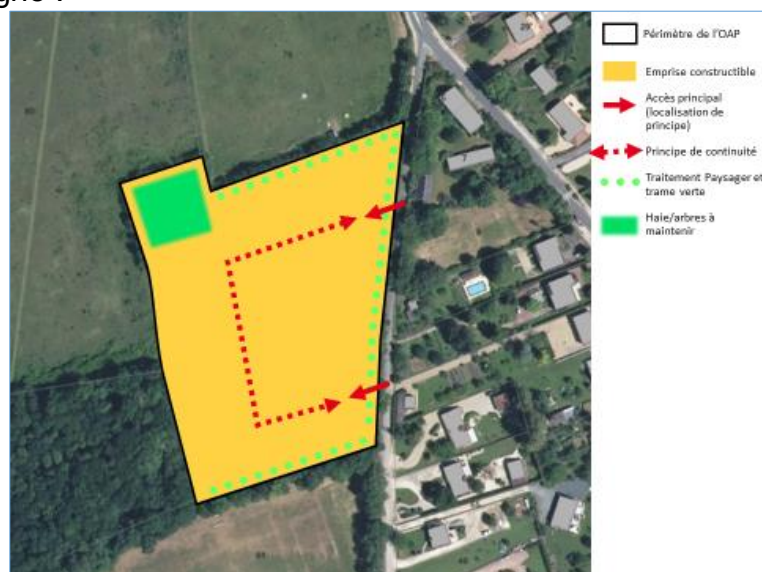 Périmètre de l'OAP
Emprise constructible
Accès principal
(localisation de
principe)
Principe de continuité
Traitement Paysager et
trame verte
Haie/arbres à
maintenir